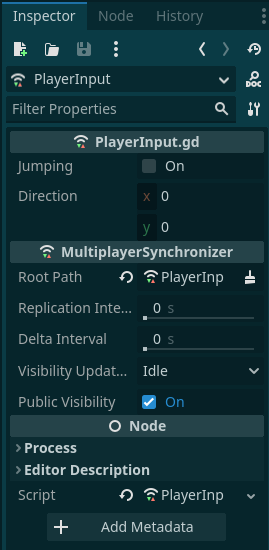 Inspector Node History
PlayerInput
DOC
Filter Properties
PlayerInput.gd
Jumping On
Direction x 0
y 0
MultiplayerSynchronizer
Root Path PlayerInp
Replication Inte... 0 s
Delta Interval 0 s
Visibility Updat... Idle
Public Visibility On
Node
Process
Editor Description
Script PlayerInp
Add Metadata